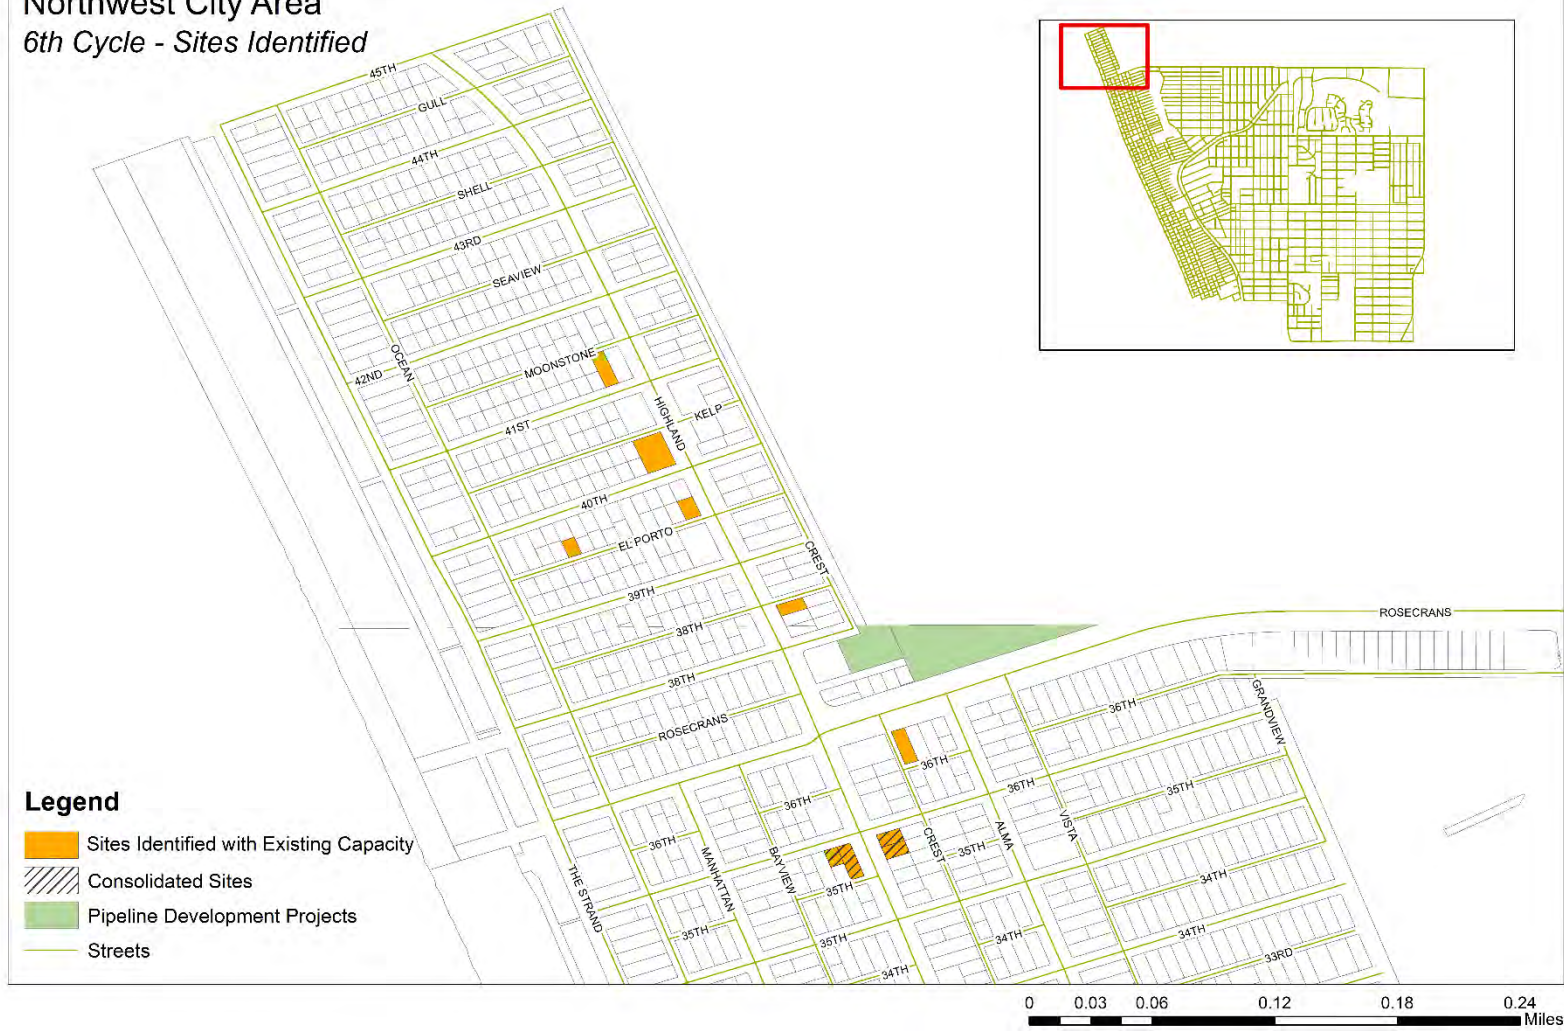 Northwest City Area
6th Cycle - Sites Identified
45TH
GULL
44TH
SHELL
43RD
SEAVIEW
OCEAN
42ND
MOONSTONE
HIGHLAND
KELP
41ST
40TH
EL PORTO
CREST
39TH
38TH
ROSECRANS
38TH
ROSECRANS
36TH
GRANDVIEW
36TH
36TH
35TH
36TH
36TH
VISTA
ALMA
CREST
35TH
MANHATTAN
BAYVIEW
THE STRAND
35TH
34TH
35TH
35TH
34TH
34TH
33RD
34TH
Legend
Sites Identified with Existing Capacity
Consolidated Sites
Pipeline Development Projects
Streets
0 0.03 0.06 0.12 0.18 0.24
Miles